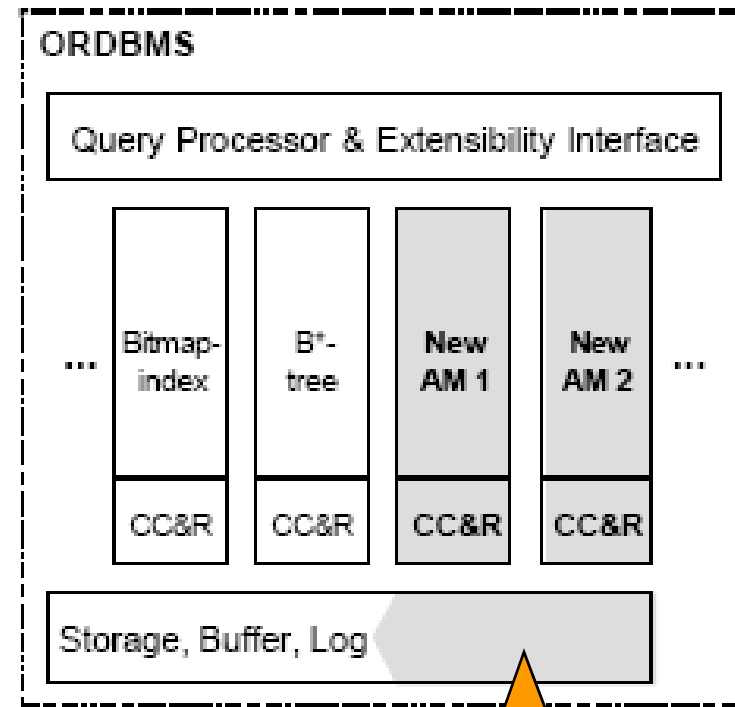 ORDBMS
Query Processor & Extensibility Interface
... Bitmap-
index
B⁺-
tree
New
AM 1
New
AM 2 ...
CC&R CC&R CC&R CC&R
Storage, Buffer, Log